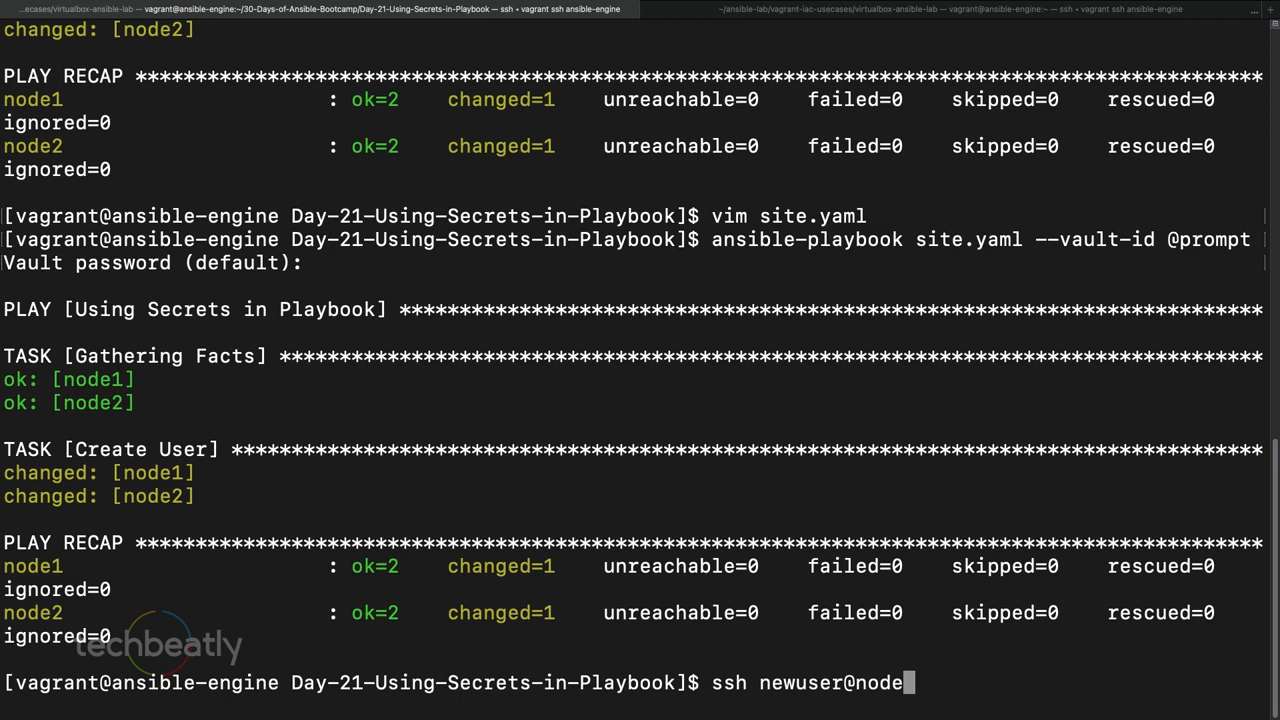 ...ecases/virtualbox-ansible-lab — vagrant@ansible-engine:~/30-Days-of-Ansible-Bootcamp/Day-21-Using-Secrets-in-Playbook — ssh • vagrant ssh ansible-engine
~/ansible-lab/vagrant-iac-usecases/virtualbox-ansible-lab — vagrant@ansible-engine:~ — ssh • vagrant ssh ansible-engine ... +
changed: [node2]
PLAY RECAP **********************************************************************************************
node1 : ok=2 changed=1 unreachable=0 failed=0 skipped=0 rescued=0
ignored=0
node2 : ok=2 changed=1 unreachable=0 failed=0 skipped=0 rescued=0
ignored=0
[vagrant@ansible-engine Day-21-Using-Secrets-in-Playbook]$ vim site.yaml
[vagrant@ansible-engine Day-21-Using-Secrets-in-Playbook]$ ansible-playbook site.yaml --vault-id @prompt
Vault password (default):
PLAY [Using Secrets in Playbook] ************************************************************************
TASK [Gathering Facts] **********************************************************************************
ok: [node1]
ok: [node2]
TASK [Create User] **************************************************************************************
changed: [node1]
changed: [node2]
PLAY RECAP **********************************************************************************************
node1 : ok=2 changed=1 unreachable=0 failed=0 skipped=0 rescued=0
ignored=0
node2 : ok=2 changed=1 unreachable=0 failed=0 skipped=0 rescued=0
ignored=0
techbeatly
[vagrant@ansible-engine Day-21-Using-Secrets-in-Playbook]$ ssh newuser@node